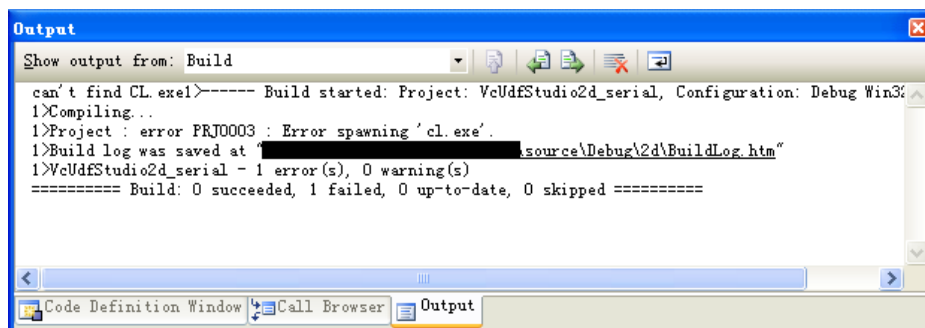 Output
Show output from: Build
can't find CL.exe1>------ Build started: Project: VcUdfStudio2d_serial, Configuration: Debug Win32
1>Compiling...
1>Project : error PRJ0003 : Error spawning 'cl.exe'.
1>Build log was saved at "\source\Debug\2d\BuildLog.htm"
1>VcUdfStudio2d_serial - 1 error(s), 0 warning(s)
========== Build: 0 succeeded, 1 failed, 0 up-to-date, 0 skipped ==========
Code Definition Window Call Browser Output